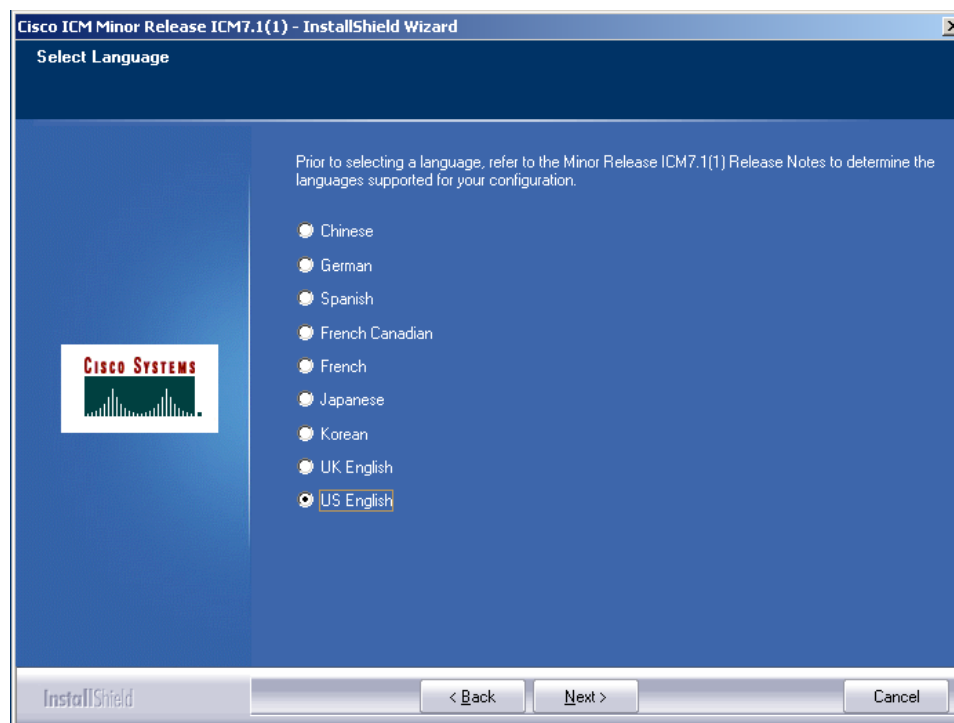 Cisco ICM Minor Release ICM7.1(1) - InstallShield Wizard
Select Language
Prior to selecting a language, refer to the Minor Release ICM7.1(1) Release Notes to determine the
languages supported for your configuration.
Chinese
German
Spanish
French Canadian
French
Japanese
Korean
UK English
US English
CISCO SYSTEMS
InstallShield
< Back
Next >
Cancel